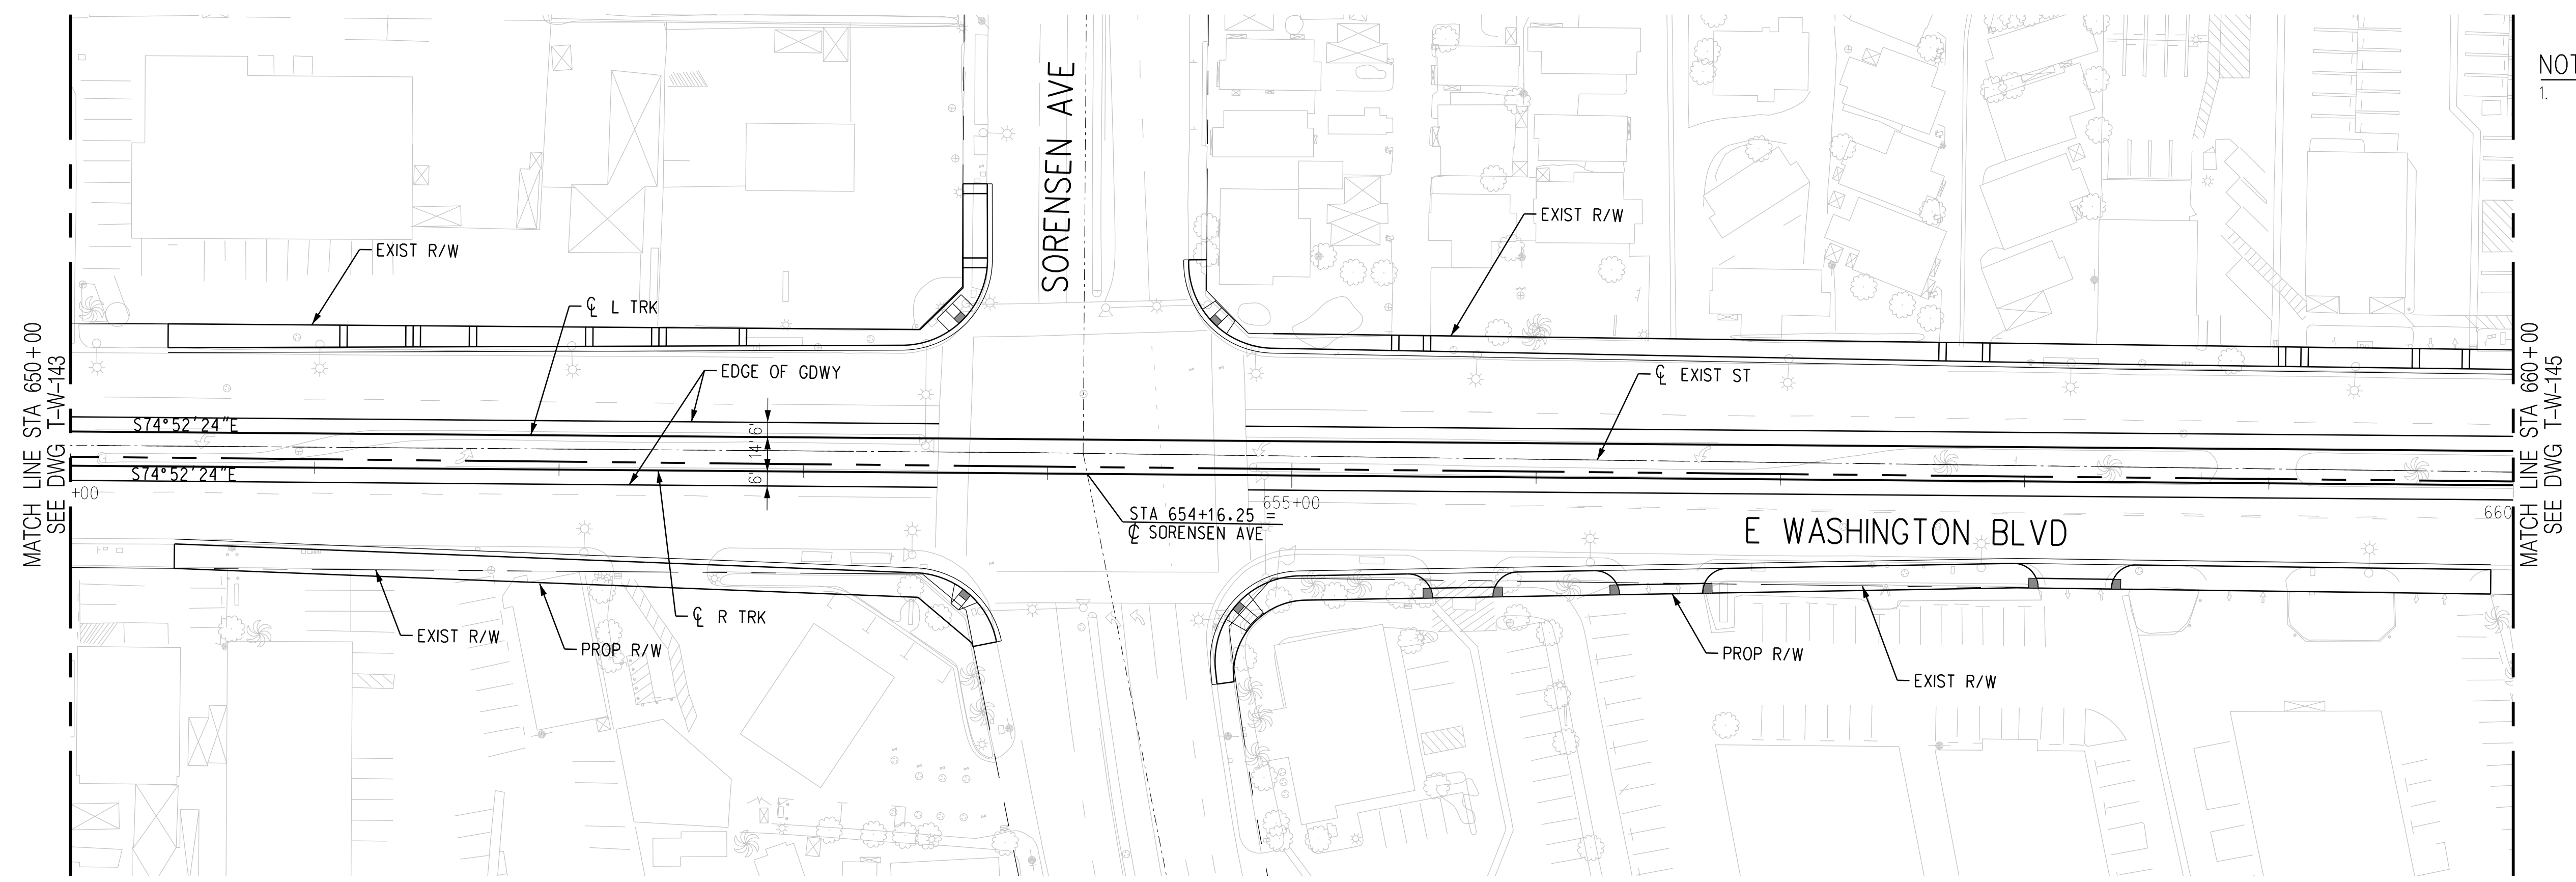 NOT
1.
SORENSEN AVE
EXIST R/W
EXIST R/W
℄ L TRK
EDGE OF GDWY
℄ EXIST ST
MATCH LINE STA 650+00
SEE DWG T-W-143
S74°52'24"E
S74°52'24"E
6'
14'
6'
+00
655+00
660
STA 654+16.25 =
℄ SORENSEN AVE
E WASHINGTON BLVD
MATCH LINE STA 660+00
SEE DWG T-W-145
℄ R TRK
EXIST R/W
PROP R/W
PROP R/W
EXIST R/W